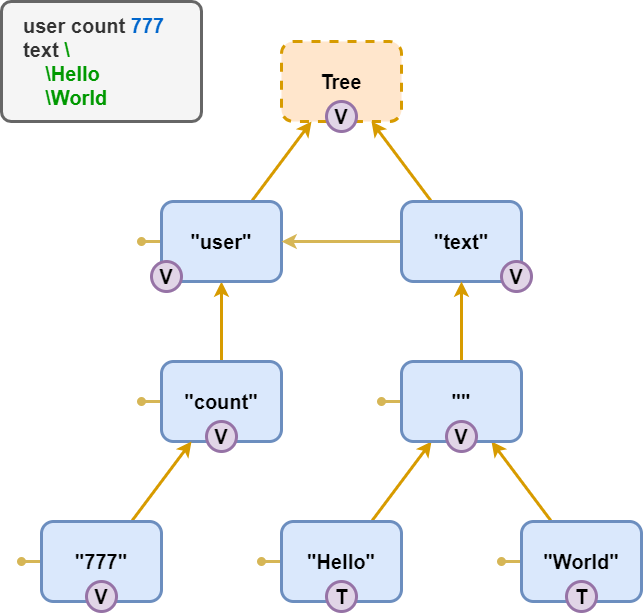 user count 777
text \
\Hello
\World
Tree
V
"user"
"text"
V
V
"count"
""
V
V
"777"
"Hello"
"World"
V
T
T